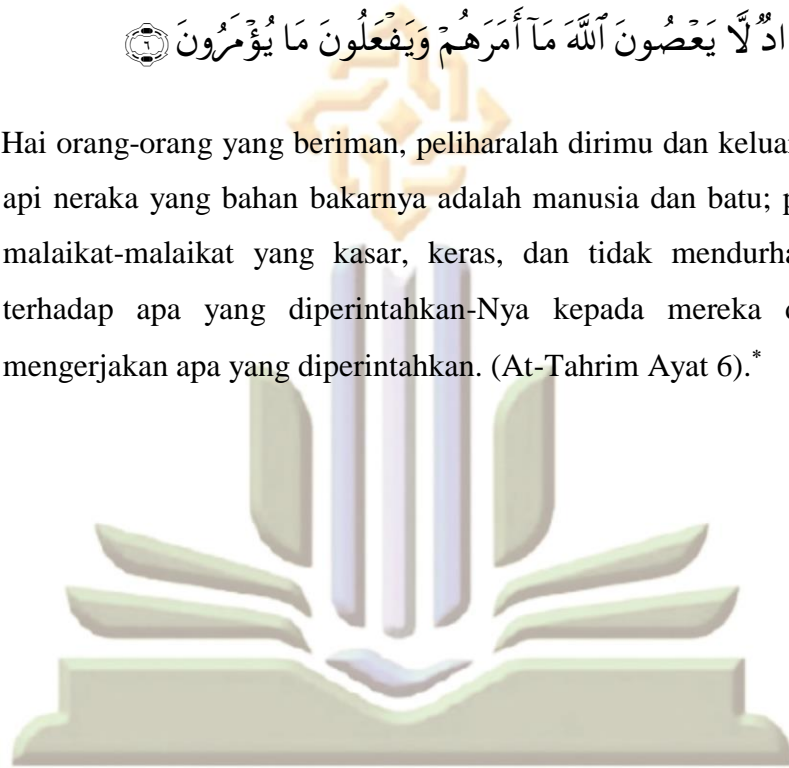 ادٌ لَّا يَعۡصُونَ ٱللَّهَ مَآ أَمَرَهُمۡ وَيَفۡعَلُونَ مَا يُؤۡمَرُونَ ۝٦
Hai orang-orang yang beriman, peliharalah dirimu dan keluar
api neraka yang bahan bakarnya adalah manusia dan batu; p
malaikat-malaikat yang kasar, keras, dan tidak mendurha
terhadap apa yang diperintahkan-Nya kepada mereka d
mengerjakan apa yang diperintahkan. (At-Tahrim Ayat 6).*